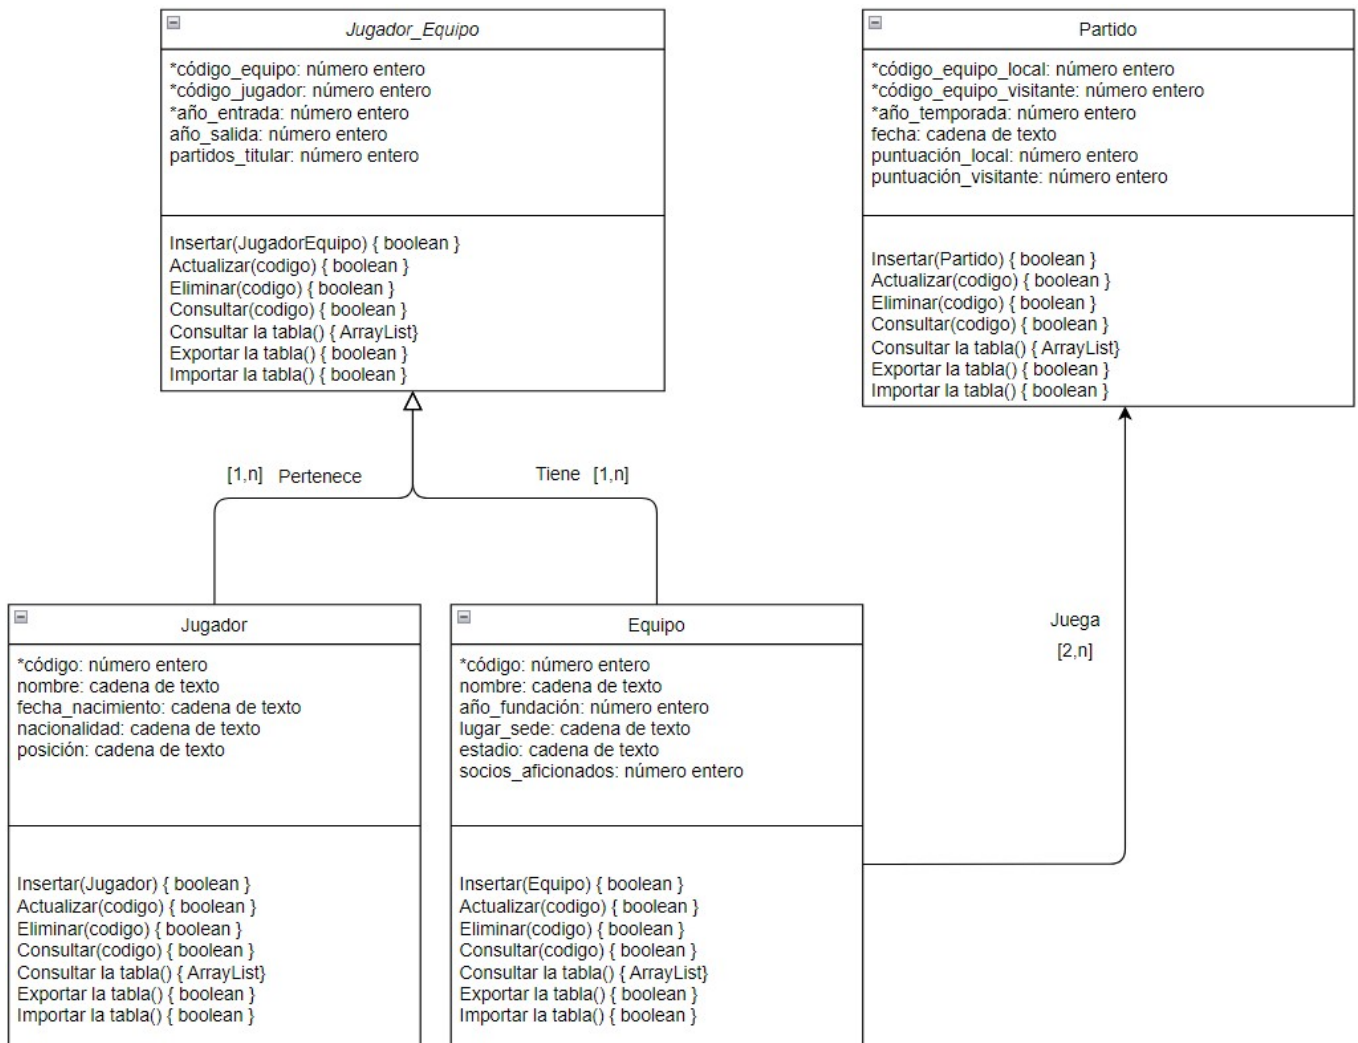 Jugador_Equipo
*código_equipo: número entero
*código_jugador: número entero
*año_entrada: número entero
año_salida: número entero
partidos_titular: número entero
Insertar(JugadorEquipo) { boolean }
Actualizar(codigo) { boolean }
Eliminar(codigo) { boolean }
Consultar(codigo) { boolean }
Consultar la tabla() { ArrayList}
Exportar la tabla() { boolean }
Importar la tabla() { boolean }
Partido
*código_equipo_local: número entero
*código_equipo_visitante: número entero
*año_temporada: número entero
fecha: cadena de texto
puntuación_local: número entero
puntuación_visitante: número entero
Insertar(Partido) { boolean }
Actualizar(codigo) { boolean }
Eliminar(codigo) { boolean }
Consultar(codigo) { boolean }
Consultar la tabla() { ArrayList}
Exportar la tabla() { boolean }
Importar la tabla() { boolean }
[1,n] Pertenece
Tiene [1,n]
Juega
[2,n]
Jugador
*código: número entero
nombre: cadena de texto
fecha_nacimiento: cadena de texto
nacionalidad: cadena de texto
posición: cadena de texto
Insertar(Jugador) { boolean }
Actualizar(codigo) { boolean }
Eliminar(codigo) { boolean }
Consultar(codigo) { boolean }
Consultar la tabla() { ArrayList}
Exportar la tabla() { boolean }
Importar la tabla() { boolean }
Equipo
*código: número entero
nombre: cadena de texto
año_fundación: número entero
lugar_sede: cadena de texto
estadio: cadena de texto
socios_aficionados: número entero
Insertar(Equipo) { boolean }
Actualizar(codigo) { boolean }
Eliminar(codigo) { boolean }
Consultar(codigo) { boolean }
Consultar la tabla() { ArrayList}
Exportar la tabla() { boolean }
Importar la tabla() { boolean }